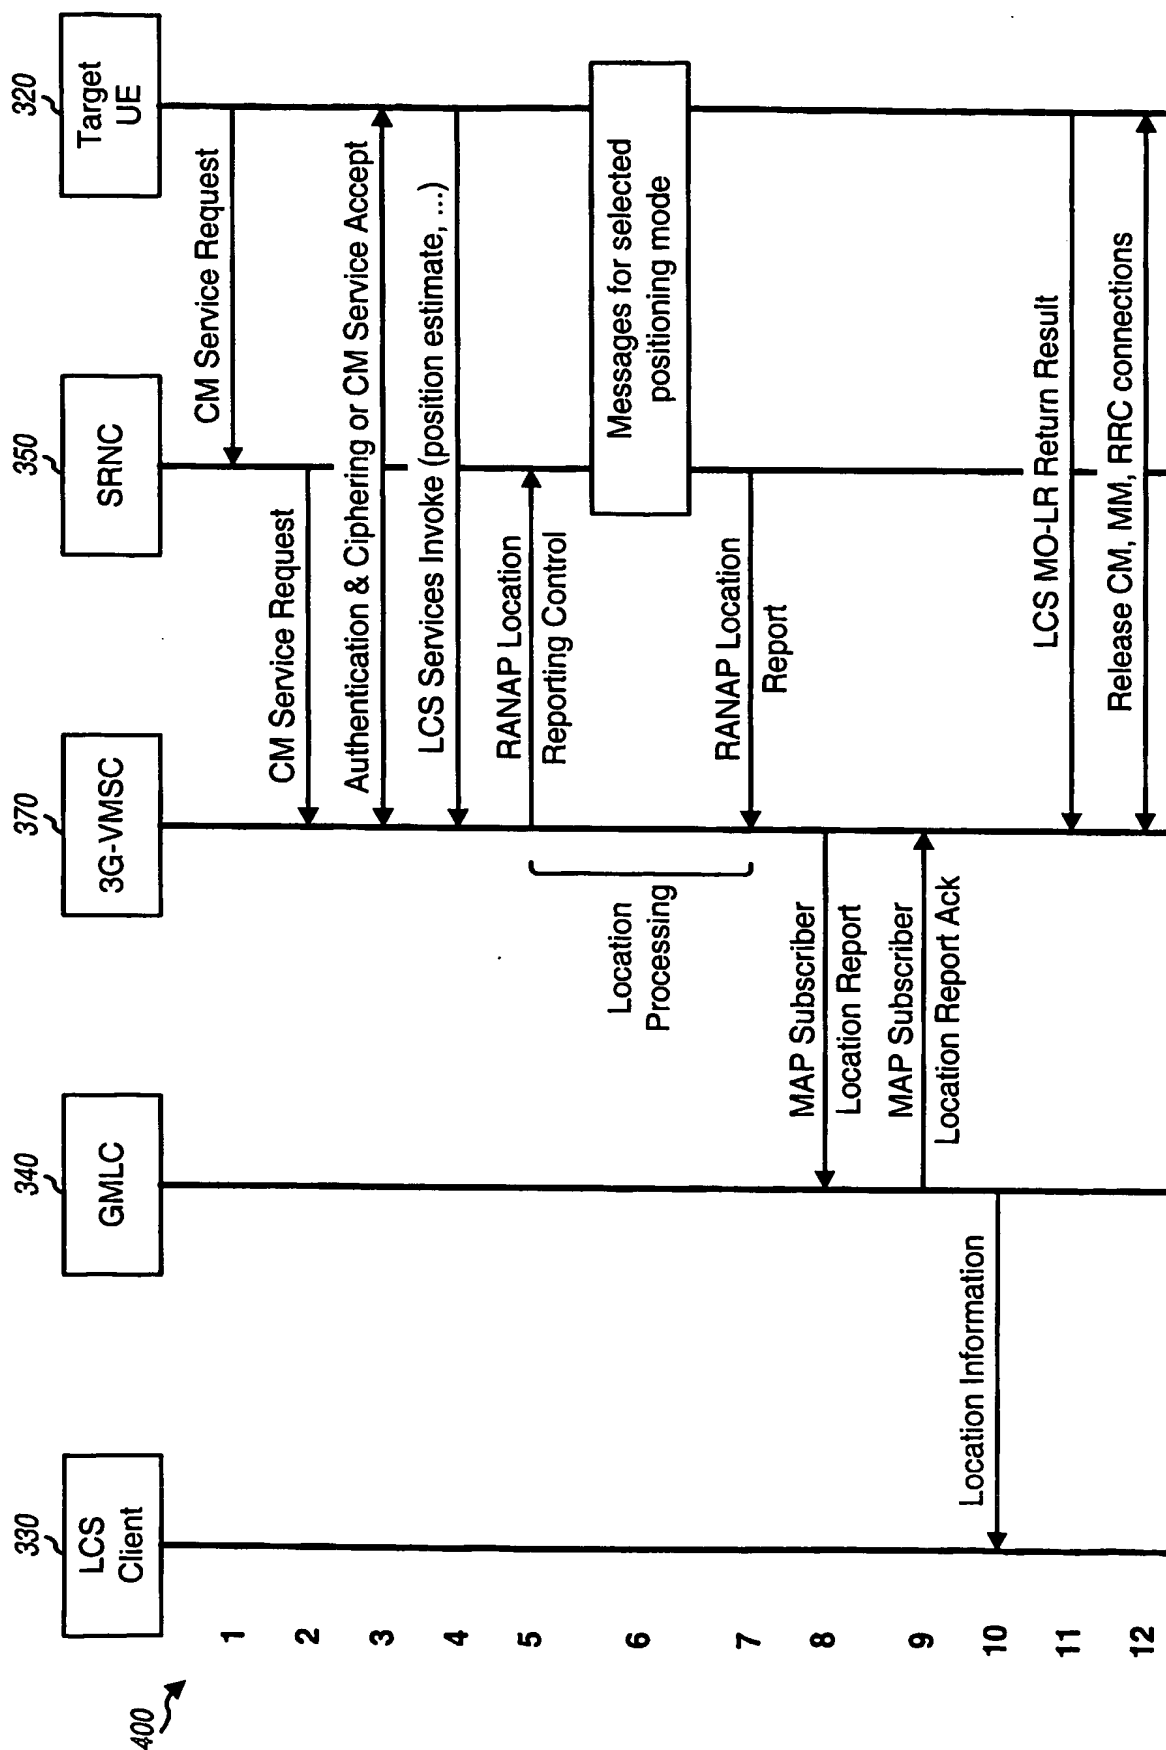 400
330
LCS
Client
340
GMLC
370
3G-VMSC
350
SRNC
320
Target
UE
1
CM Service Request
2
CM Service Request
3
Authentication & Ciphering or CM Service Accept
4
LCS Services Invoke (position estimate, ...)
5
RANAP Location
Reporting Control
6
Location
Processing
Messages for selected
positioning mode
7
RANAP Location
Report
8
MAP Subscriber
Location Report
9
MAP Subscriber
Location Report Ack
10
Location Information
11
LCS MO-LR Return Result
12
Release CM, MM, RRC connections